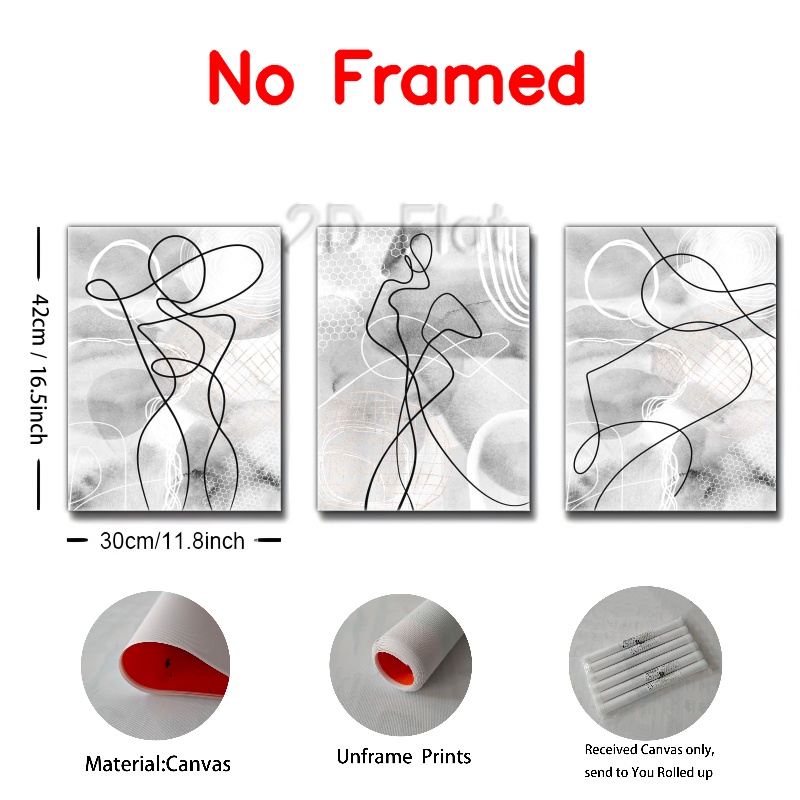 No Framed
2D Flat
42cm / 16.5inch
30cm/11.8inch
Material:Canvas
Unframe Prints
Received Canvas only,
send to You Rolled up